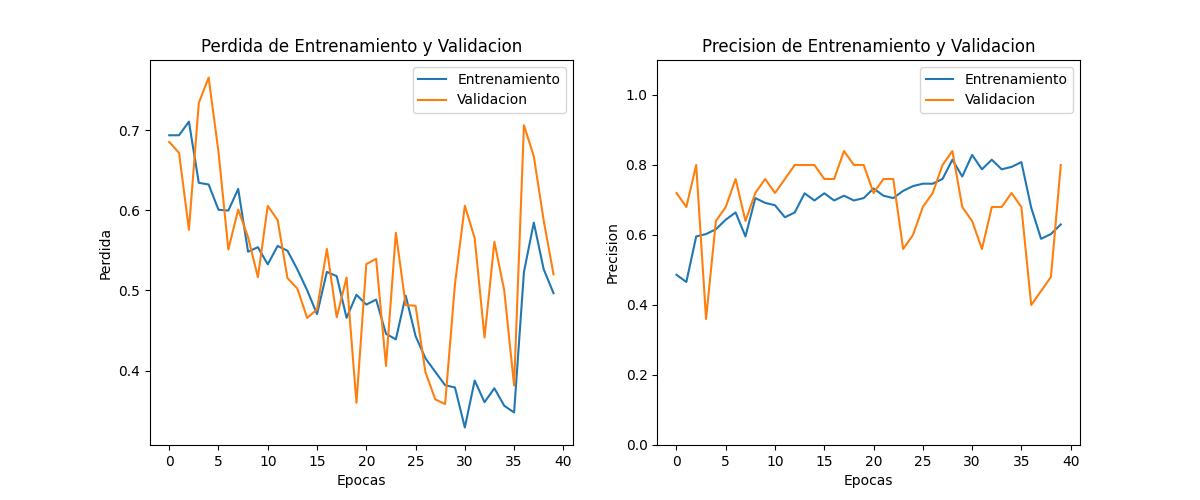 Perdida de Entrenamiento y Validacion
Entrenamiento
Validacion
0.7
0.6
0.5
0.4
Perdida
0 5 10 15 20 25 30 35 40
Epocas
Precision de Entrenamiento y Validacion
Entrenamiento
Validacion
1.0
0.8
0.6
0.4
0.2
0.0
Precision
0 5 10 15 20 25 30 35 40
Epocas